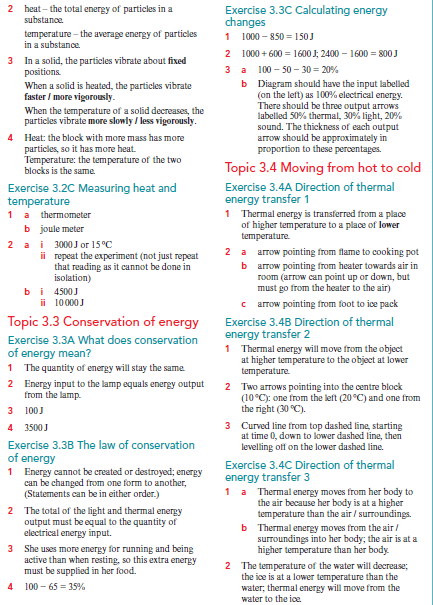 2 heat – the total energy of particles in a
substance.
temperature – the average energy of particles
in a substance.
3 In a solid, the particles vibrate about fixed
positions.
When a solid is heated, the particles vibrate
faster / more vigorously.
When the temperature of a solid decreases, the
particles vibrate more slowly / less vigorously.
4 Heat: the block with more mass has more
particles, so it has more heat.
Temperature: the temperature of the two
blocks is the same.
Exercise 3.2C Measuring heat and
temperature
1 a thermometer
b joule meter
2 a i 3000 J or 15 °C
ii repeat the experiment (not just repeat
that reading as it cannot be done in
isolation)
b i 4500 J
ii 10 000 J
Topic 3.3 Conservation of energy
Exercise 3.3A What does conservation
of energy mean?
1 The quantity of energy will stay the same.
2 Energy input to the lamp equals energy output
from the lamp.
3 100 J
4 3500 J
Exercise 3.3B The law of conservation
of energy
1 Energy cannot be created or destroyed; energy
can be changed from one form to another,
(Statements can be in either order.)
2 The total of the light and thermal energy
output must be equal to the quantity of
electrical energy input.
3 She uses more energy for running and being
active than when resting, so this extra energy
must be supplied in her food.
4 100 – 65 = 35%
Exercise 3.3C Calculating energy
changes
1 1000 – 850 = 150 J
2 1000 + 600 = 1600 J; 2400 – 1600 = 800 J
3 a 100 – 50 – 30 = 20%
b Diagram should have the input labelled
(on the left) as 100% electrical energy.
There should be three output arrows
labelled 50% thermal, 30% light, 20%
sound. The thickness of each output
arrow should be approximately in
proportion to these percentages.
Topic 3.4 Moving from hot to cold
Exercise 3.4A Direction of thermal
energy transfer 1
1 Thermal energy is transferred from a place
of higher temperature to a place of lower
temperature.
2 a arrow pointing from flame to cooking pot
b arrow pointing from heater towards air in
room (arrow can point up or down, but
must go from the heater to the air)
c arrow pointing from foot to ice pack
Exercise 3.4B Direction of thermal
energy transfer 2
1 Thermal energy will move from the object
at higher temperature to the object at lower
temperature.
2 Two arrows pointing into the centre block
(10 °C): one from the left (20 °C) and one from
the right (30 °C).
3 Curved line from top dashed line, starting
at time 0, down to lower dashed line, then
levelling off on the lower dashed line.
Exercise 3.4C Direction of thermal
energy transfer 3
1 a Thermal energy moves from her body to
the air because her body is at a higher
temperature than the air / surroundings.
b Thermal energy moves from the air /
surroundings into her body; the air is at a
higher temperature than her body.
2 The temperature of the water will decrease;
the ice is at a lower temperature than the
water; thermal energy will move from the
water to the ice.